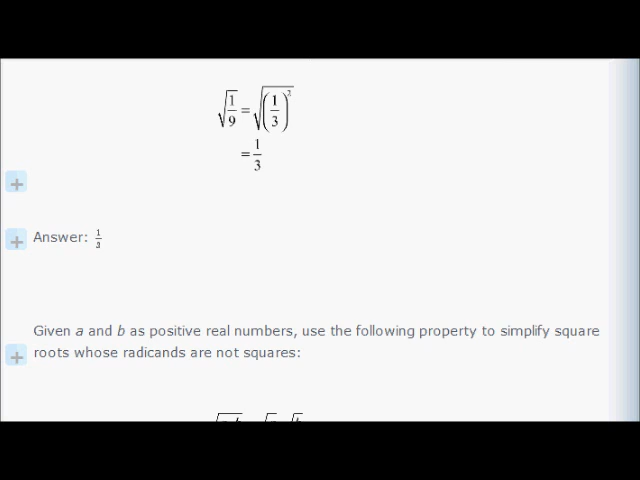 √(1/9) = √((1/3)²)
= 1/3
Answer: 1/3
Given a and b as positive real numbers, use the following property to simplify square
roots whose radicands are not squares: